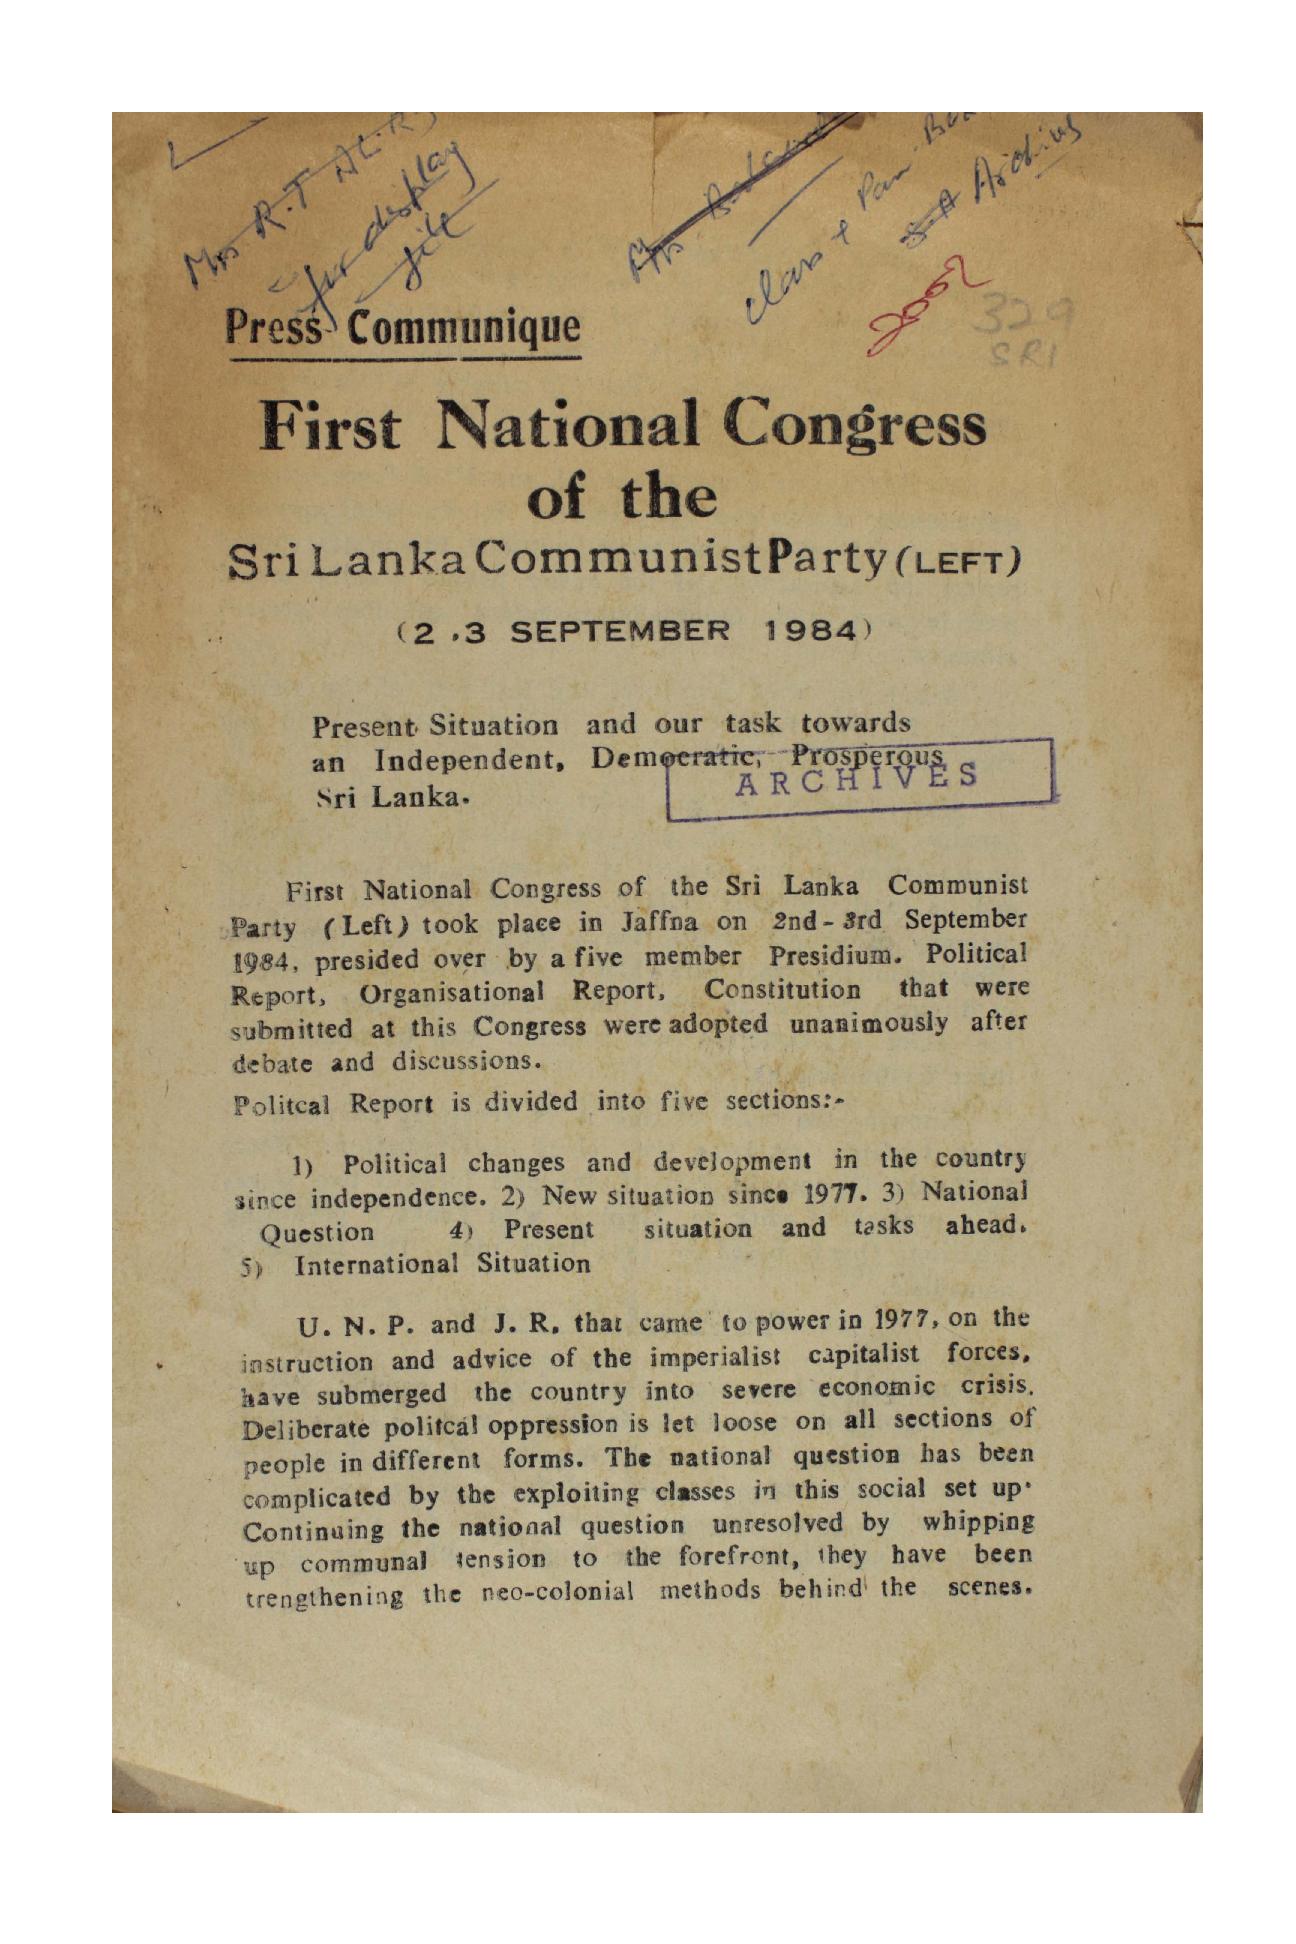 Mrs R.T
for display
file
class +
Archives
329
SRI
Press Communique
First National Congress
of the
Sri Lanka Communist Party (LEFT)
(2 .3 SEPTEMBER 1984)
Present Situation and our task towards
an Independent, Democratic, Prosperous
Sri Lanka.
ARCHIVES
First National Congress of the Sri Lanka Communist
Party (Left) took place in Jaffna on 2nd - 3rd September
1984, presided over by a five member Presidium. Political
Report, Organisational Report, Constitution that were
submitted at this Congress were adopted unanimously after
debate and discussions.
Politcal Report is divided into five sections:-
1) Political changes and development in the country
since independence. 2) New situation since 1977. 3) National
Question 4) Present situation and tasks ahead.
5) International Situation
U. N. P. and J. R. that came to power in 1977, on the
instruction and advice of the imperialist capitalist forces,
have submerged the country into severe economic crisis.
Deliberate politcal oppression is let loose on all sections of
people in different forms. The national question has been
complicated by the exploiting classes in this social set up.
Continuing the national question unresolved by whipping
up communal tension to the forefront, they have been
trengthening the neo-colonial methods behind the scenes.